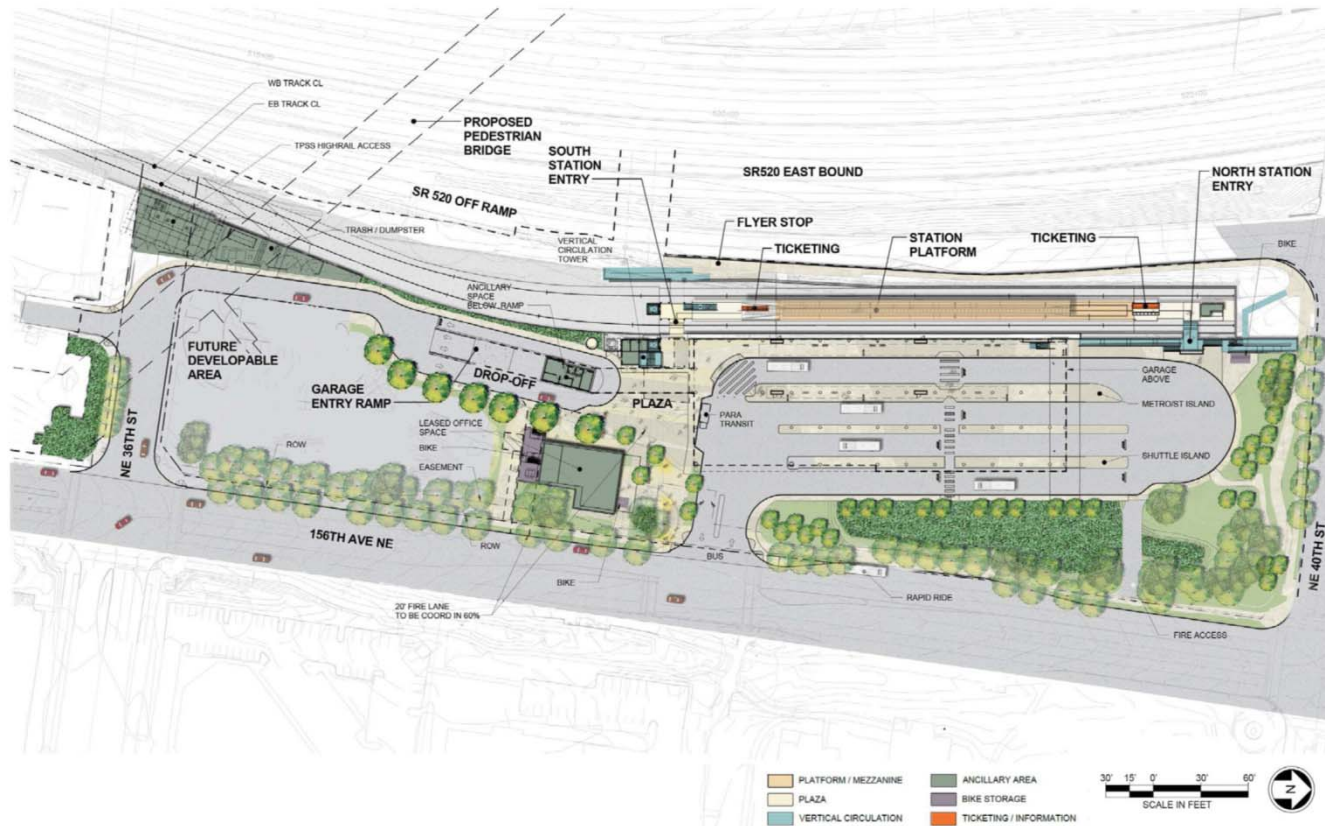 WB TRACK CL
EB TRACK CL
TPSS HIGHRAIL ACCESS
PROPOSED
PEDESTRIAN
BRIDGE
SOUTH
STATION
ENTRY
SR520 EAST BOUND
NORTH STATION
ENTRY
SR 520 OFF RAMP
FLYER STOP
TRASH / DUMPSTER
VERTICAL
CIRCULATION
TOWER
TICKETING
STATION
PLATFORM
TICKETING
BIKE
ANCILLARY
SPACE
BELOW RAMP
FUTURE
DEVELOPABLE
AREA
DROP-OFF
GARAGE
ENTRY RAMP
PLAZA
GARAGE
ABOVE
METRO/ST ISLAND
PARA
TRANSIT
LEASED OFFICE
SPACE
BIKE
ROW
EASEMENT
SHUTTLE ISLAND
NE 36TH ST
156TH AVE NE
ROW
BUS
BIKE
RAPID RIDE
NE 40TH ST
20' FIRE LANE
TO BE COORD IN 60%
FIRE ACCESS
PLATFORM / MEZZANINE
PLAZA
VERTICAL CIRCULATION
ANCILLARY AREA
BIKE STORAGE
TICKETING / INFORMATION
30' 15' 0' 30' 60'
SCALE IN FEET
N